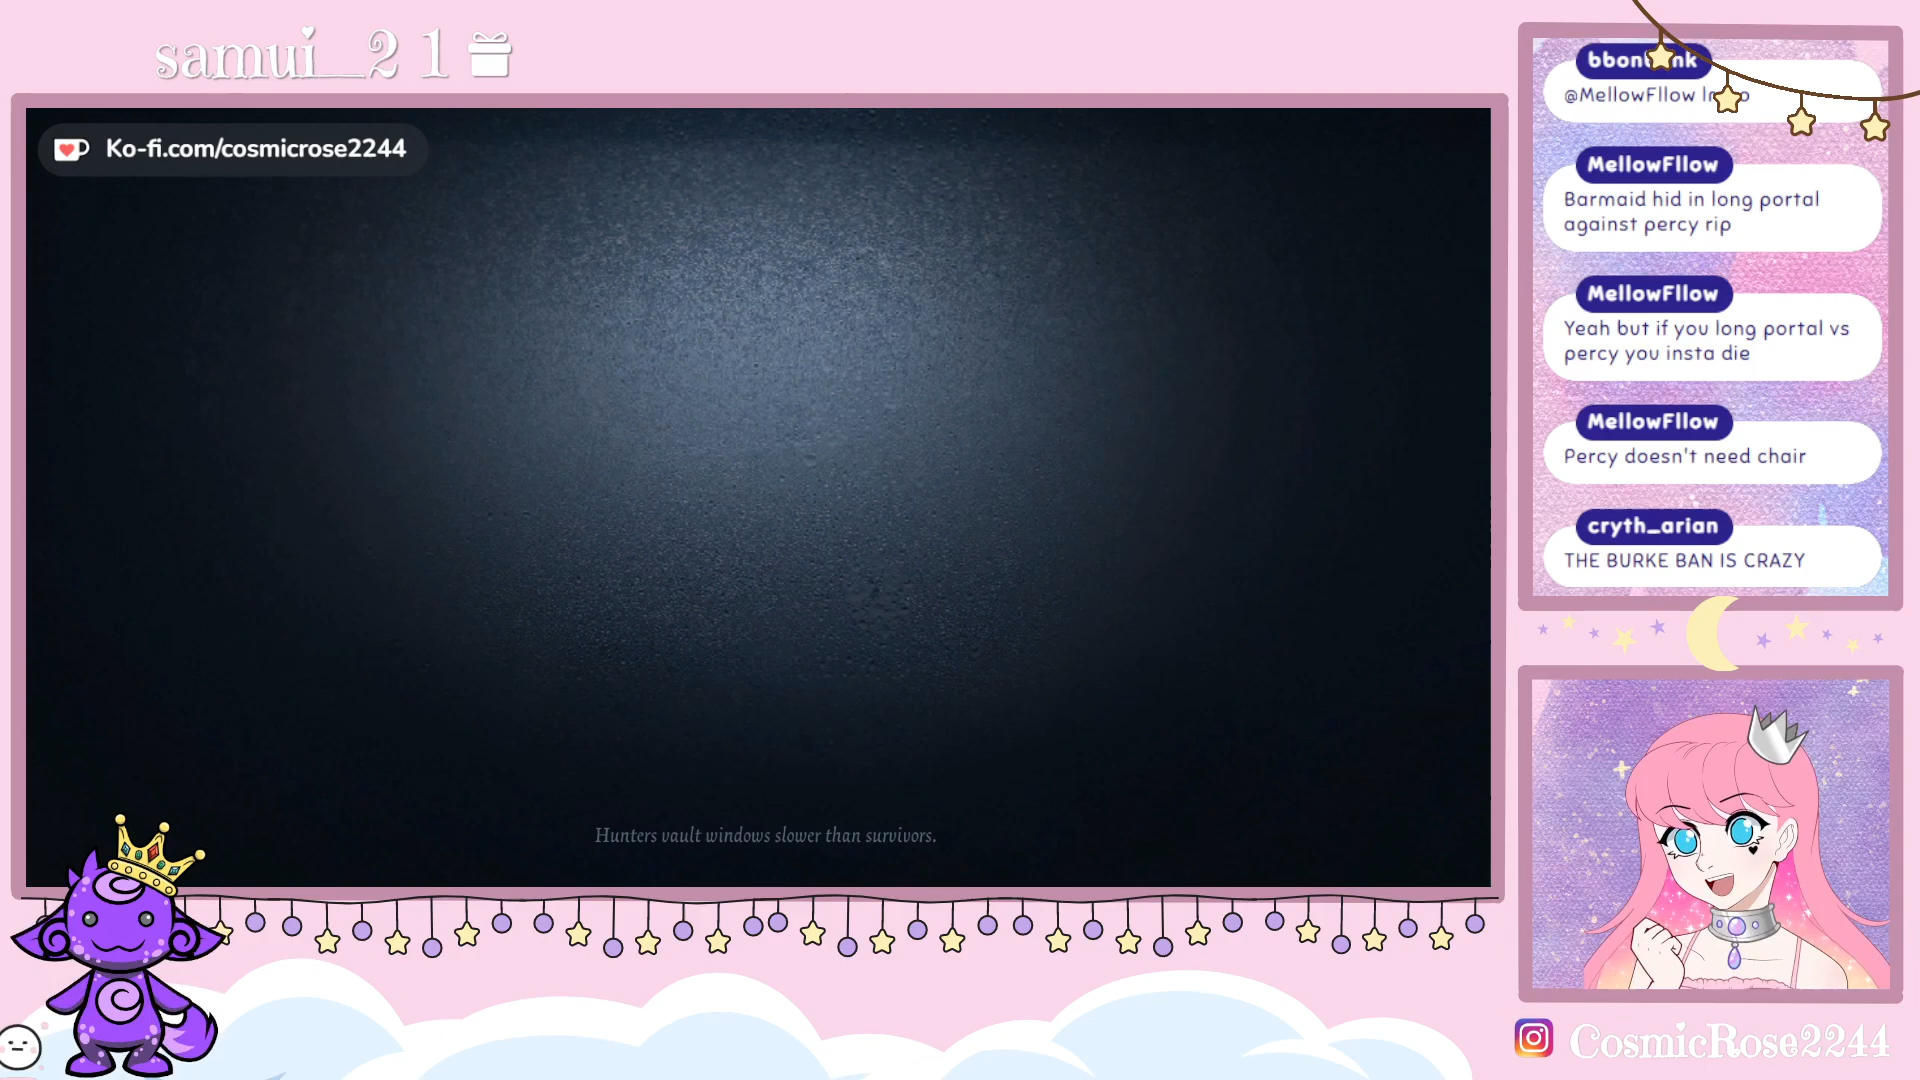 samui__21
Ko-fi.com/cosmicrose2244
Hunters vault windows slower than survivors.
@MellowFllow
MellowFllow
Barmaid hid in long portal
against percy rip
MellowFllow
Yeah but if you long portal vs
percy you insta die
MellowFllow
Percy doesn't need chair
cryth_arian
THE BURKE BAN IS CRAZY
CosmicRose2244